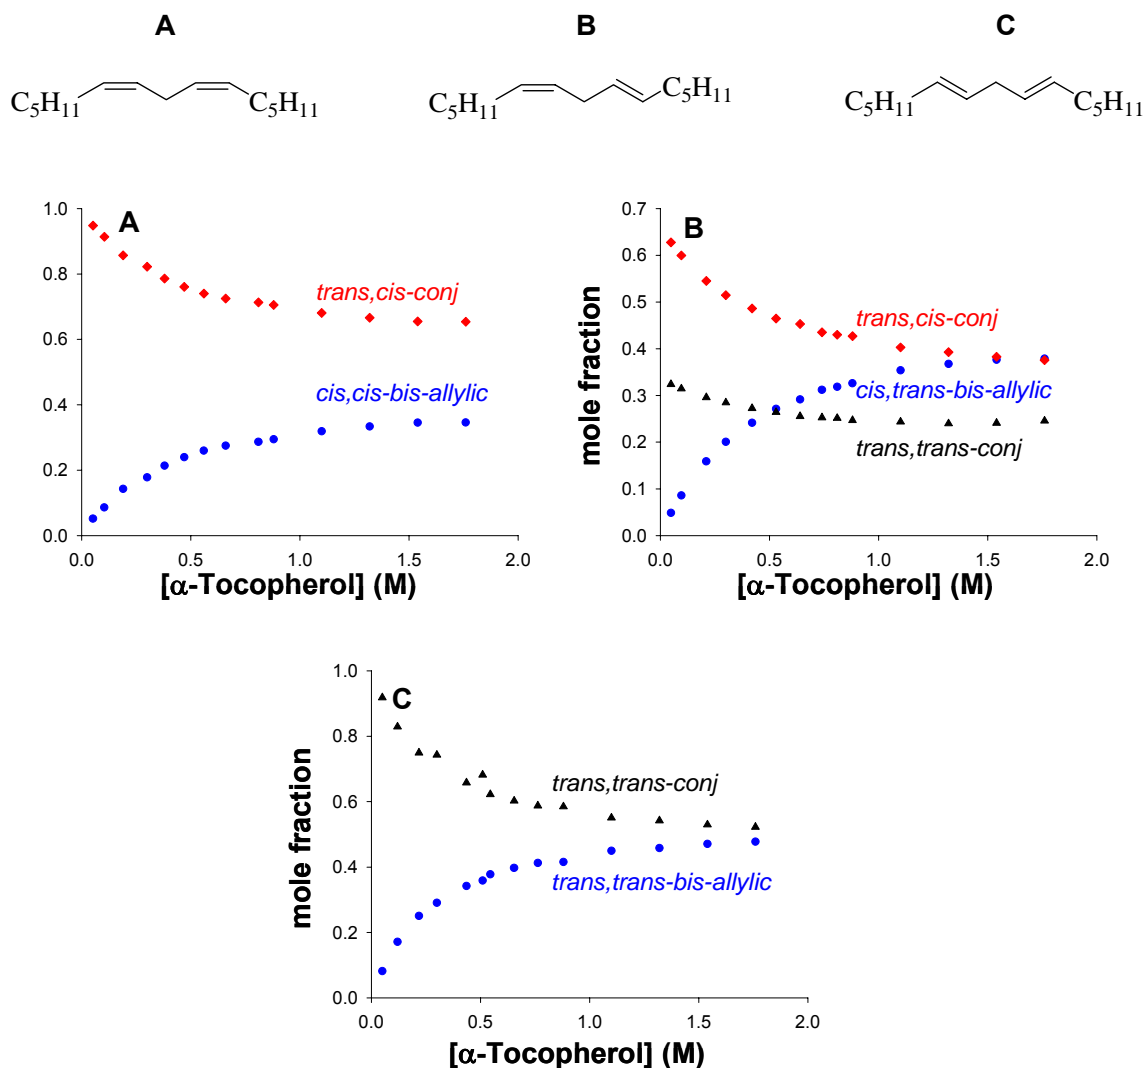 A B C
C5H11 C5H11 C5H11 C5H11 C5H11 C5H11
A
1.0
0.8
0.6
0.4
0.2
0.0
trans,cis-conj
cis,cis-bis-allylic
0.0 0.5 1.0 1.5 2.0
[α-Tocopherol] (M)
B
mole fraction
0.7
0.6
0.5
0.4
0.3
0.2
0.1
0.0
trans,cis-conj
cis,trans-bis-allylic
trans,trans-conj
0.0 0.5 1.0 1.5 2.0
[α-Tocopherol] (M)
C
mole fraction
1.0
0.8
0.6
0.4
0.2
0.0
trans,trans-conj
trans,trans-bis-allylic
0.0 0.5 1.0 1.5 2.0
[α-Tocopherol] (M)